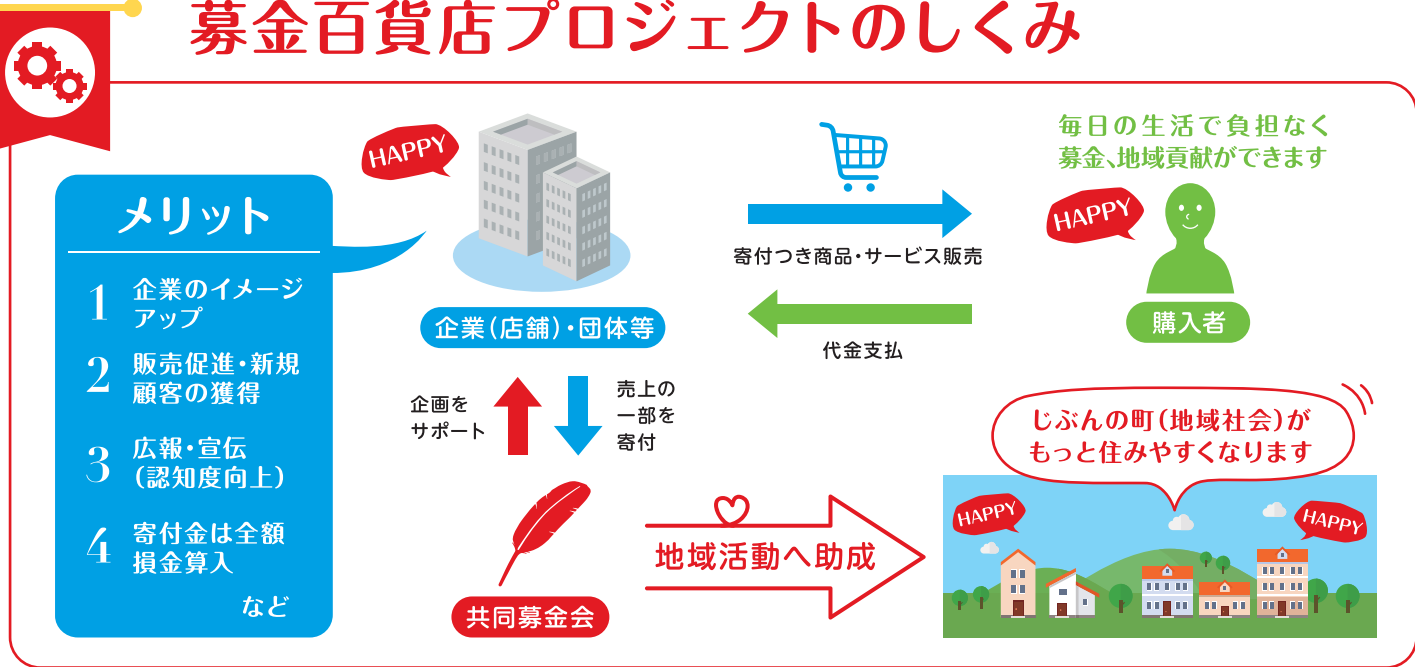 募金百貨店プロジェクトのしくみ
メリット
1 企業のイメージ
アップ
2 販売促進・新規
顧客の獲得
3 広報・宣伝
（認知度向上）
4 寄付金は全額
損金算入
など
HAPPY
企業（店舗）・団体等
寄付つき商品・サービス販売
代金支払
毎日の生活で負担なく
募金、地域貢献ができます
HAPPY
購入者
企画を
サポート
売上の
一部を
寄付
共同募金会
地域活動へ助成
じぶんの町（地域社会）が
もっと住みやすくなります
HAPPY
HAPPY